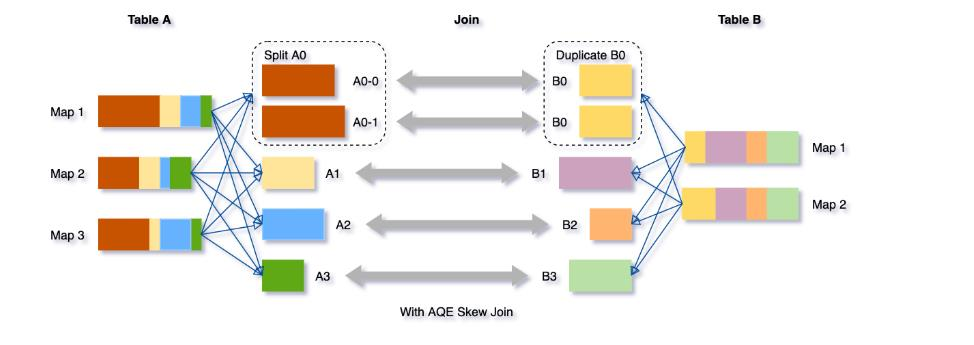 Table A
Join
Table B
Split A0
Duplicate B0
A0-0
B0
Map 1
A0-1
B0
Map 1
Map 2
A1
B1
Map 2
Map 3
A2
B2
A3
B3
With AQE Skew Join